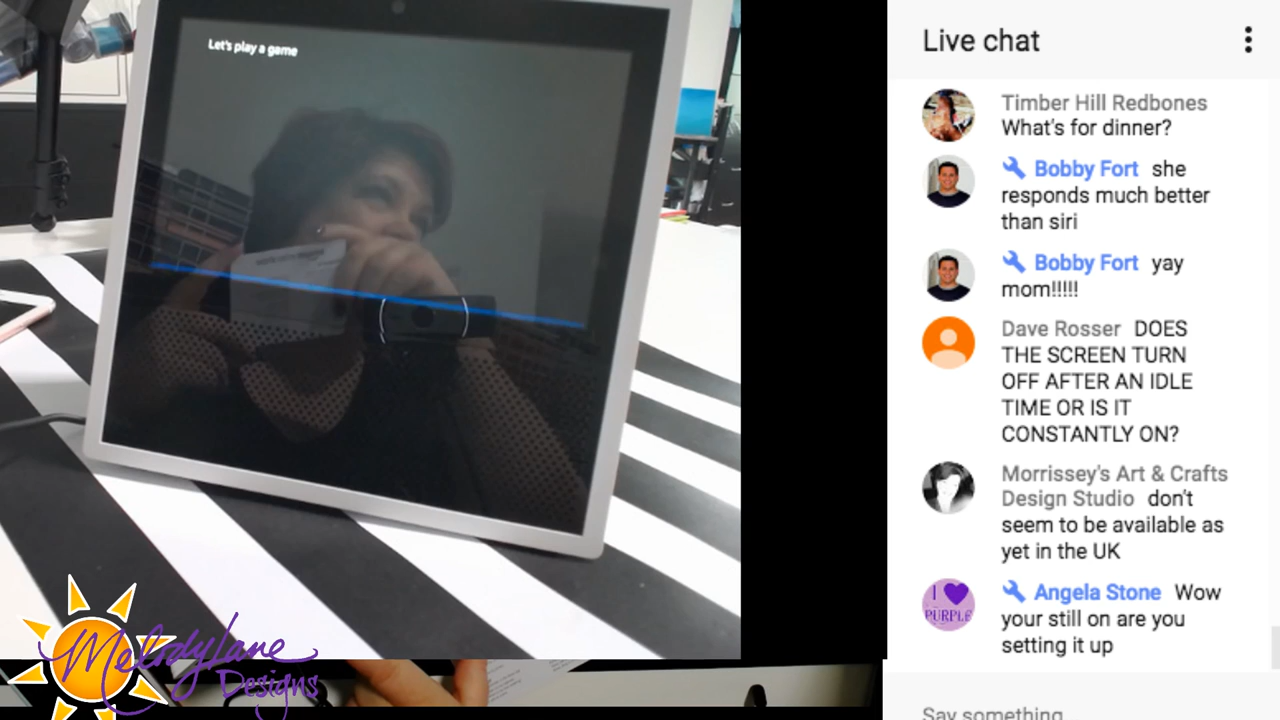 Let's play a game
Live chat
Timber Hill Redbones
What's for dinner?
Bobby Fort she
responds much better
than siri
Bobby Fort yay
mom!!!!!
Dave Rosser DOES
THE SCREEN TURN
OFF AFTER AN IDLE
TIME OR IS IT
CONSTANTLY ON?
Morrissey's Art & Crafts
Design Studio don't
seem to be available as
yet in the UK
I
PURPLE
Angela Stone Wow
your still on are you
setting it up
Say something
MelodyLane
Designs